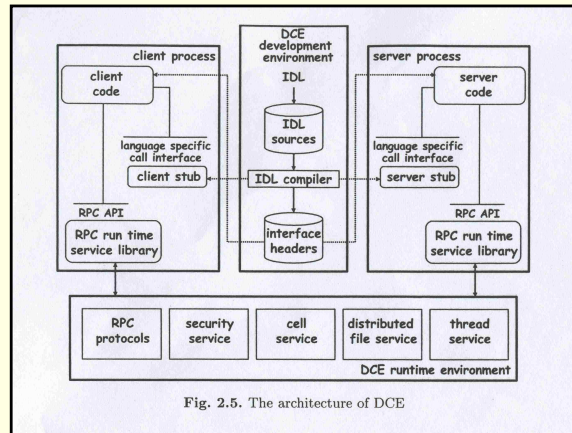 client process
client
code
language specific
call interface
client stub
RPC API
RPC run time
service library
DCE
development
environment
IDL
IDL
sources
IDL compiler
interface
headers
server process
server
code
language specific
call interface
server stub
RPC API
RPC run time
service library
RPC
protocols
security
service
cell
service
distributed
file service
thread
service
DCE runtime environment
Fig. 2.5. The architecture of DCE